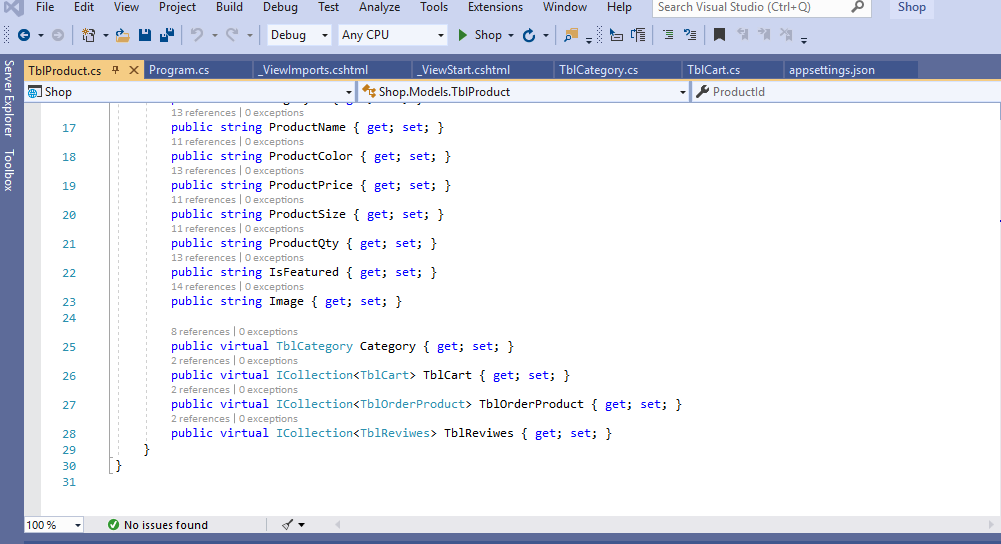 File Edit View Project Build Debug Test Analyze Tools Extensions Window Help Search Visual Studio (Ctrl+Q) Shop
Debug Any CPU Shop
Server Explorer
Toolbox
TblProduct.cs Program.cs _ViewImports.cshtml _ViewStart.cshtml TblCategory.cs TblCart.cs appsettings.json
Shop Shop.Models.TblProduct ProductId
13 references | 0 exceptions
17 public string ProductName { get; set; }
11 references | 0 exceptions
18 public string ProductColor { get; set; }
13 references | 0 exceptions
19 public string ProductPrice { get; set; }
11 references | 0 exceptions
20 public string ProductSize { get; set; }
11 references | 0 exceptions
21 public string ProductQty { get; set; }
13 references | 0 exceptions
22 public string IsFeatured { get; set; }
14 references | 0 exceptions
23 public string Image { get; set; }
24
8 references | 0 exceptions
25 public virtual TblCategory Category { get; set; }
2 references | 0 exceptions
26 public virtual ICollection<TblCart> TblCart { get; set; }
2 references | 0 exceptions
27 public virtual ICollection<TblOrderProduct> TblOrderProduct { get; set; }
2 references | 0 exceptions
28 public virtual ICollection<TblReviwes> TblReviwes { get; set; }
29 }
30 }
31
100 % No issues found